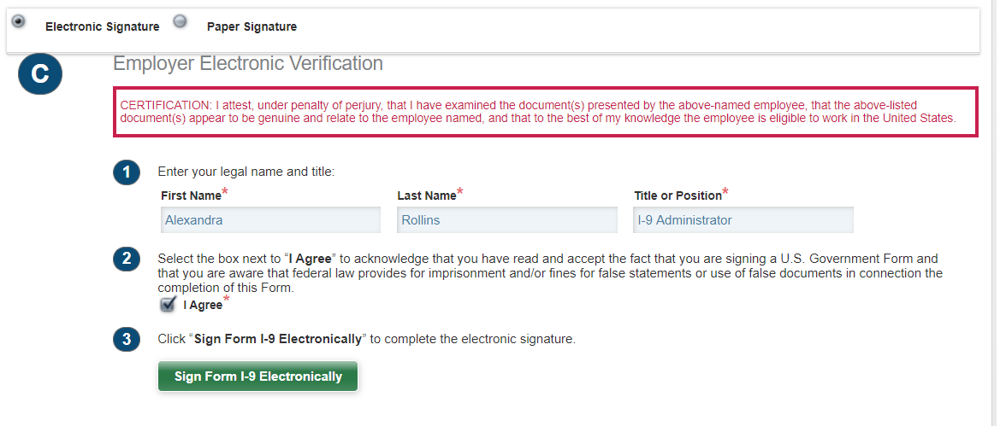 Electronic Signature Paper Signature
C Employer Electronic Verification
CERTIFICATION: I attest, under penalty of perjury, that I have examined the document(s) presented by the above-named employee, that the above-listed
document(s) appear to be genuine and relate to the employee named, and that to the best of my knowledge the employee is eligible to work in the United States.
1 Enter your legal name and title:
First Name* Last Name* Title or Position*
Alexandra Rollins I-9 Administrator
2 Select the box next to “I Agree” to acknowledge that you have read and accept the fact that you are signing a U.S. Government Form and
that you are aware that federal law provides for imprisonment and/or fines for false statements or use of false documents in connection the
completion of this Form.
I Agree*
3 Click “Sign Form I-9 Electronically” to complete the electronic signature.
Sign Form I-9 Electronically